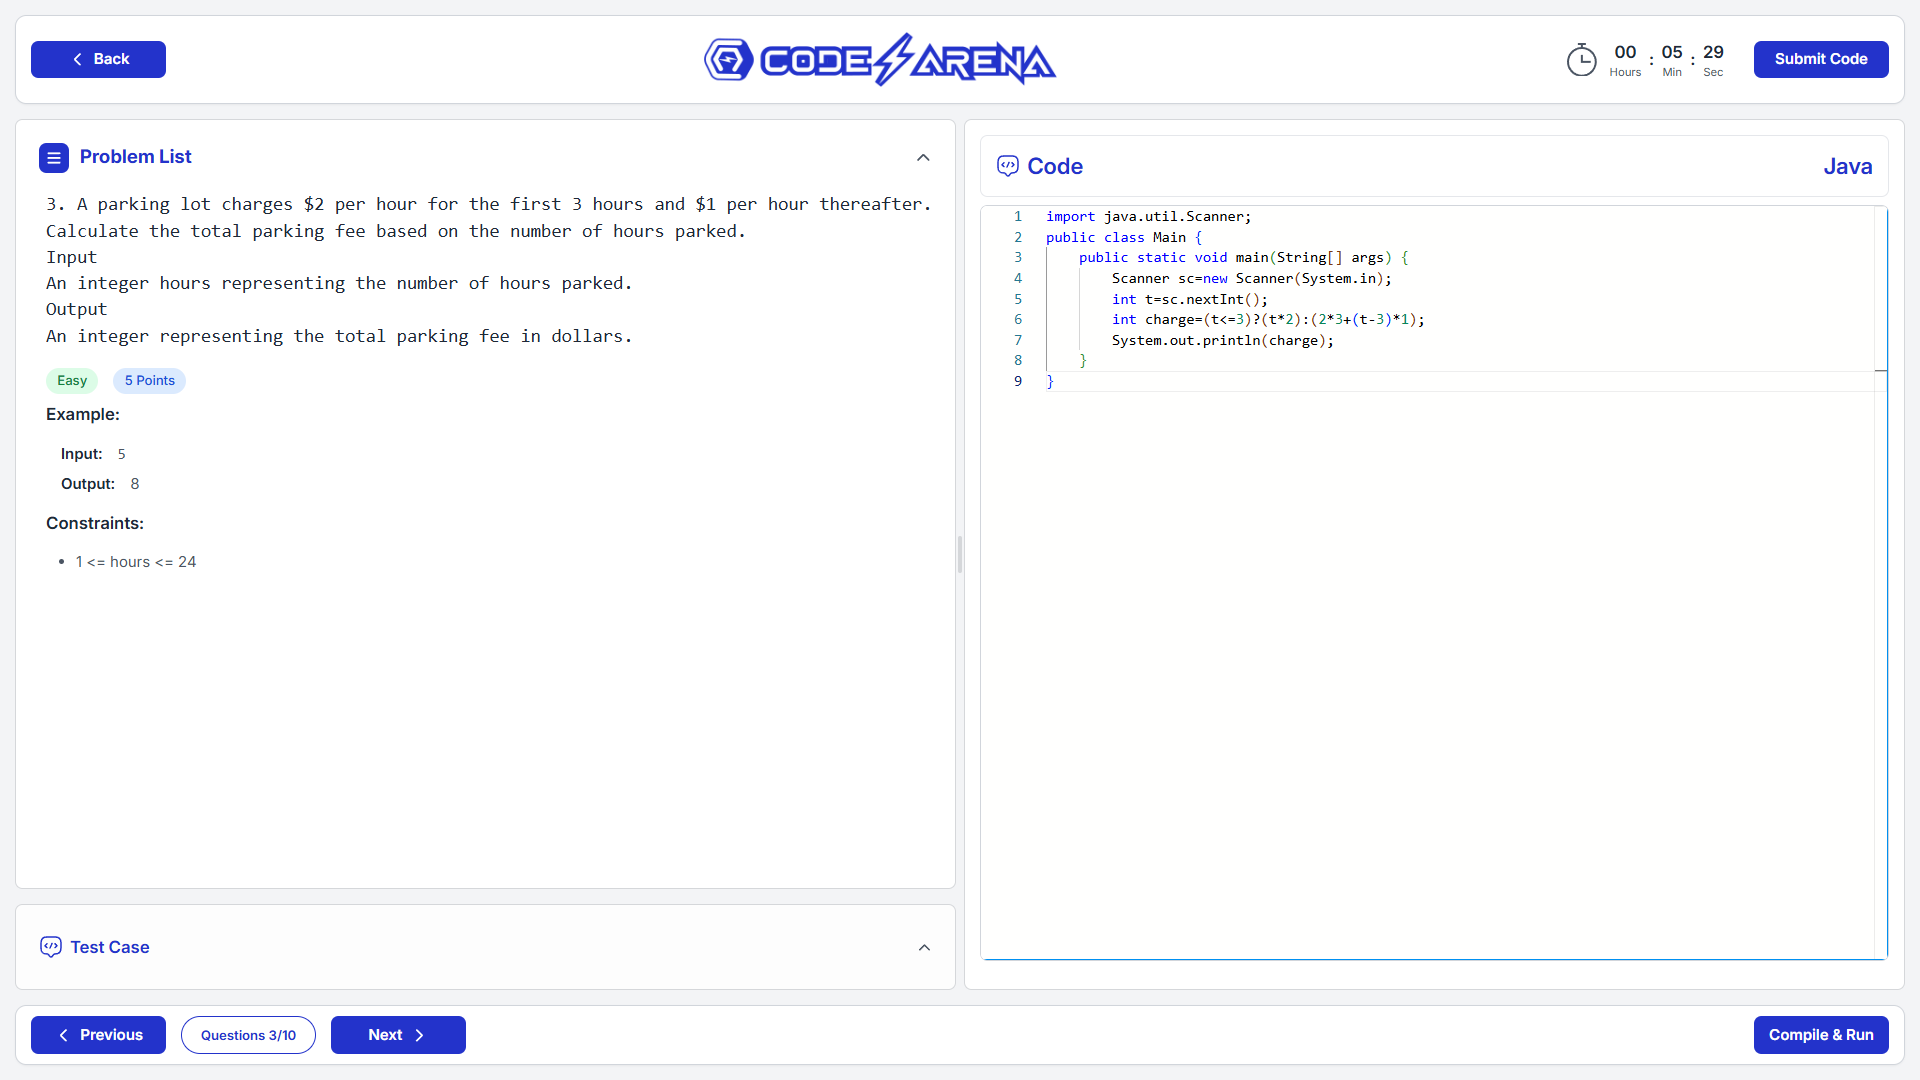 Back
CODE ARENA
00 : 05 : 29
Hours Min Sec
Submit Code
Problem List
3. A parking lot charges $2 per hour for the first 3 hours and $1 per hour thereafter.
Calculate the total parking fee based on the number of hours parked.
Input
An integer hours representing the number of hours parked.
Output
An integer representing the total parking fee in dollars.
Easy 5 Points
Example:
Input: 5
Output: 8
Constraints:
• 1 <= hours <= 24
Test Case
Code Java
1 import java.util.Scanner;
2 public class Main {
3     public static void main(String[] args) {
4         Scanner sc=new Scanner(System.in);
5         int t=sc.nextInt();
6         int charge=(t<=3)?(t*2):(2*3+(t-3)*1);
7         System.out.println(charge);
8     }
9 }
Previous
Questions 3/10
Next
Compile & Run